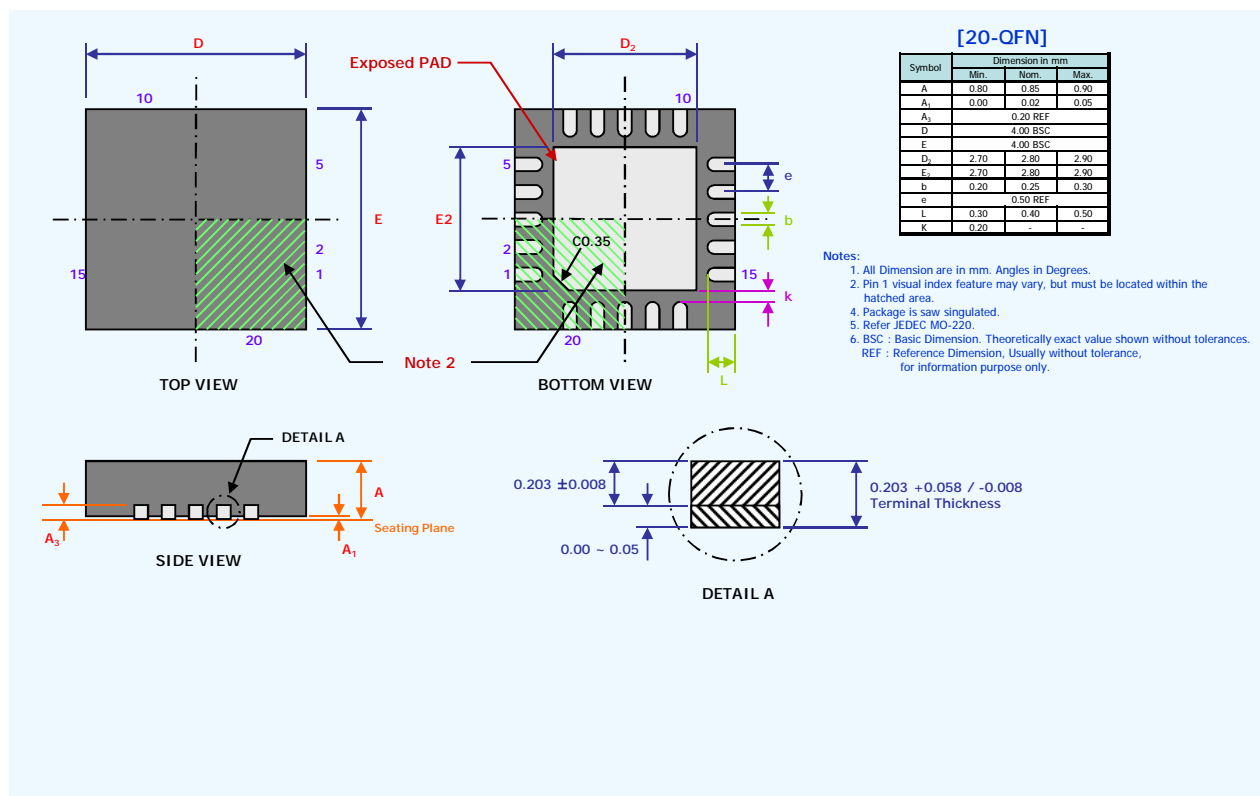 D
10
5
E
2
1
15
20
TOP VIEW
Exposed PAD
Note 2
D2
10
5
e
E2
b
C0.35
2
1
15
k
20
L
BOTTOM VIEW
[20-QFN]
Symbol Dimension in mm
Min. Nom. Max.
A 0.80 0.85 0.90
A1 0.00 0.02 0.05
A3 0.20 REF
D 4.00 BSC
E 4.00 BSC
D2 2.70 2.80 2.90
E2 2.70 2.80 2.90
b 0.20 0.25 0.30
e 0.50 REF
L 0.30 0.40 0.50
K 0.20 - -
Notes:
1. All Dimension are in mm. Angles in Degrees.
2. Pin 1 visual index feature may vary, but must be located within the
hatched area.
4. Package is saw singulated.
5. Refer JEDEC MO-220.
6. BSC : Basic Dimension. Theoretically exact value shown without tolerances.
REF : Reference Dimension, Usually without tolerance,
for information purpose only.
DETAIL A
A
Seating Plane
A3
A1
SIDE VIEW
0.203 ±0.008
0.203 +0.058 / -0.008
Terminal Thickness
0.00 ~ 0.05
DETAIL A